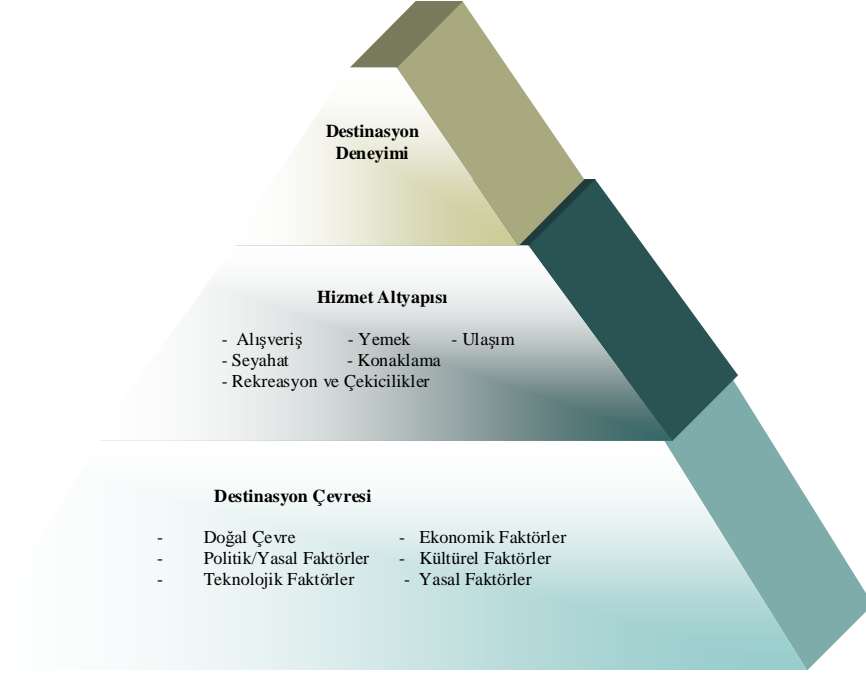 Destinasyon
Deneyimi
Hizmet Altyapısı
- Alışveriş - Yemek - Ulaşım
- Seyahat - Konaklama
- Rekreasyon ve Çekicilikler
Destinasyon Çevresi
- Doğal Çevre - Ekonomik Faktörler
- Politik/Yasal Faktörler - Kültürel Faktörler
- Teknolojik Faktörler - Yasal Faktörler